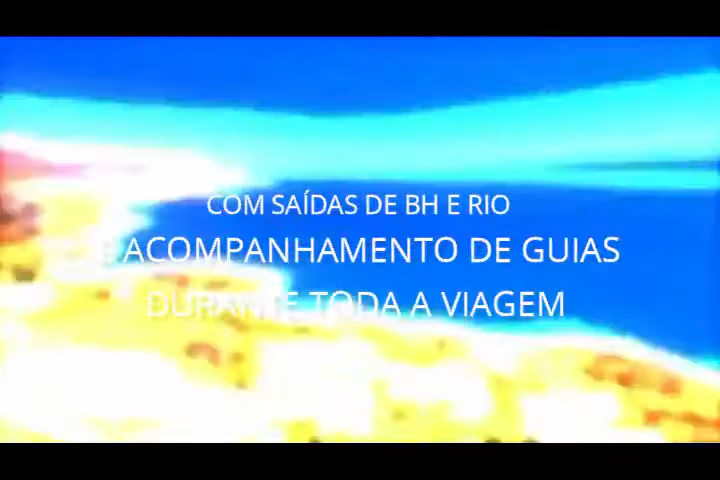 COM SAÍDAS DE BH E RIO
E ACOMPANHAMENTO DE GUIAS
DURANTE TODA A VIAGEM